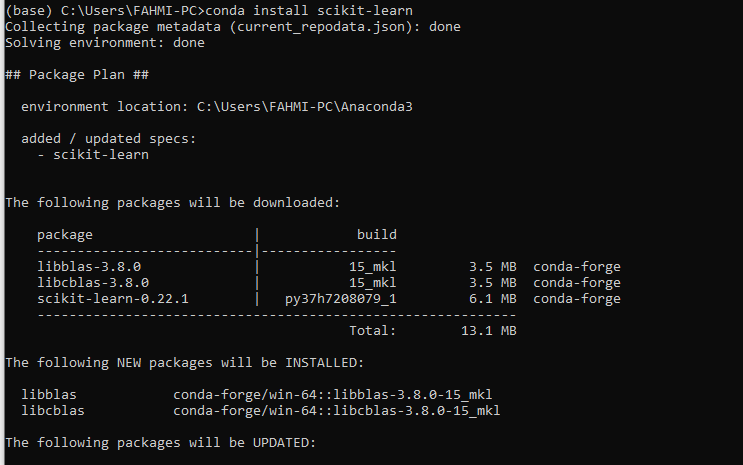 (base) C:\Users\FAHMI-PC>conda install scikit-learn
Collecting package metadata (current_repodata.json): done
Solving environment: done
## Package Plan ##
environment location: C:\Users\FAHMI-PC\Anaconda3
added / updated specs:
- scikit-learn
The following packages will be downloaded:
package | build
---------------------------|-----------------
libblas-3.8.0 | 15_mkl 3.5 MB conda-forge
libcblas-3.8.0 | 15_mkl 3.5 MB conda-forge
scikit-learn-0.22.1 | py37h7208079_1 6.1 MB conda-forge
------------------------------------------------------------
Total: 13.1 MB
The following NEW packages will be INSTALLED:
libblas conda-forge/win-64::libblas-3.8.0-15_mkl
libcblas conda-forge/win-64::libcblas-3.8.0-15_mkl
The following packages will be UPDATED: